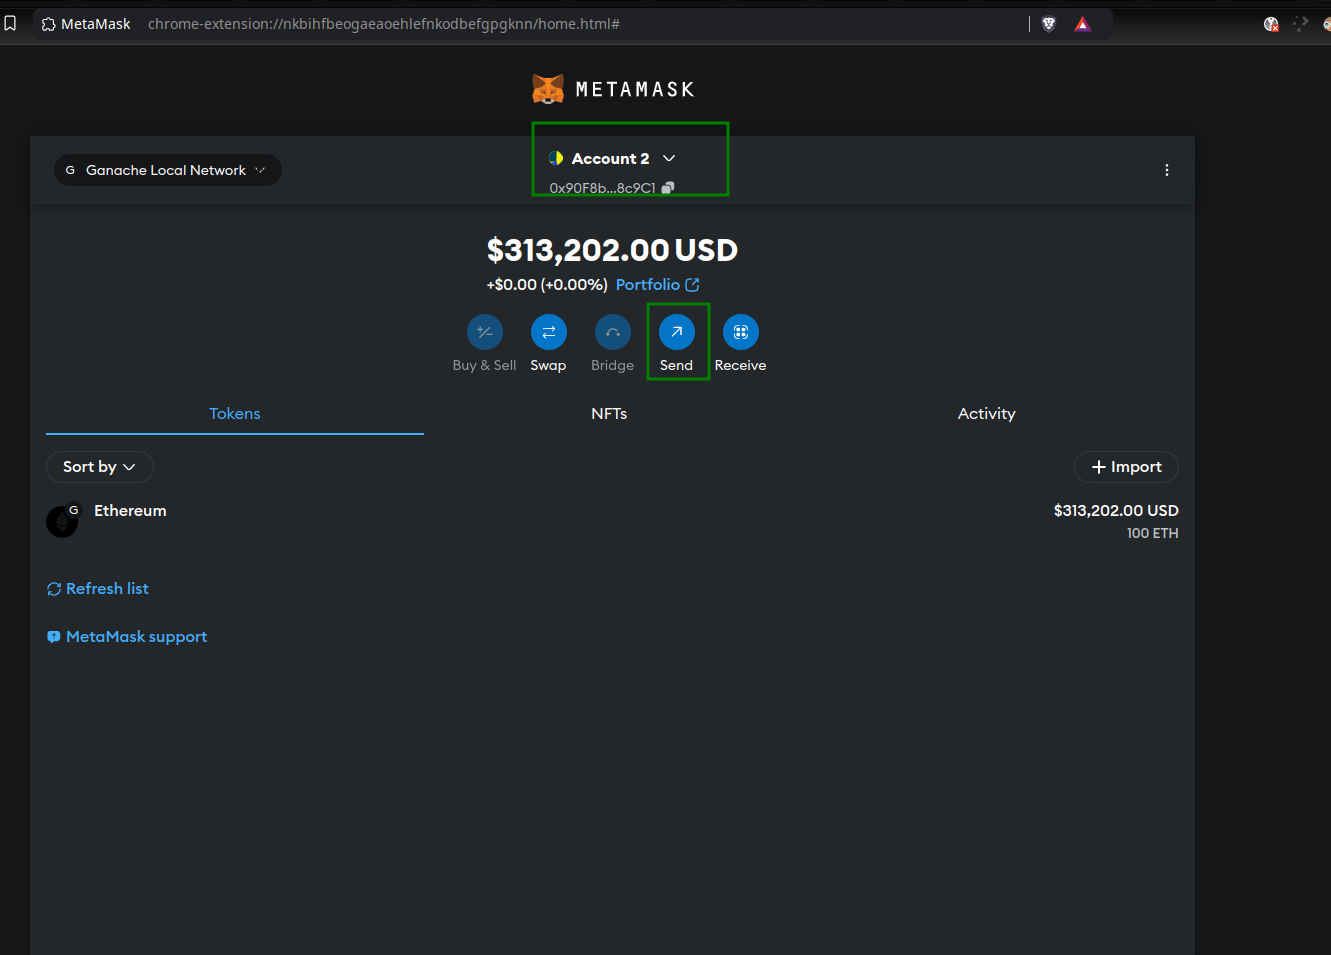 MetaMask chrome-extension://nkbihfbeogaeaoehlefnkodbefgpgknn/home.html#
METAMASK
G Ganache Local Network
Account 2
0x90F8b...8c9C1
$313,202.00 USD
+$0.00 (+0.00%) Portfolio
Buy & Sell Swap Bridge Send Receive
Tokens NFTs Activity
Sort by + Import
G Ethereum $313,202.00 USD
100 ETH
Refresh list
MetaMask support